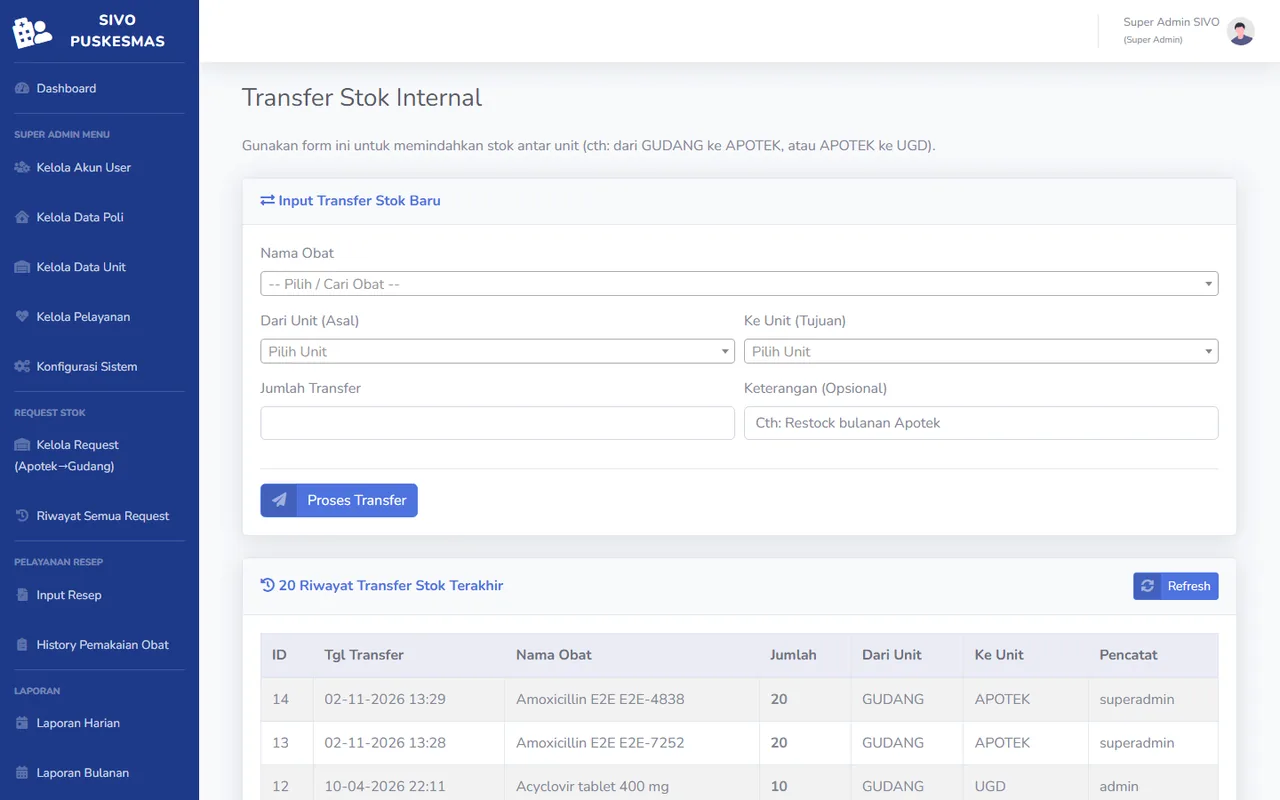 SIVO
PUSKESMAS
Dashboard
SUPER ADMIN MENU
Kelola Akun User
Kelola Data Poli
Kelola Data Unit
Kelola Pelayanan
Konfigurasi Sistem
REQUEST STOK
Kelola Request
(Apotek→Gudang)
Riwayat Semua Request
PELAYANAN RESEP
Input Resep
History Pemakaian Obat
LAPORAN
Laporan Harian
Laporan Bulanan
Super Admin SIVO
(Super Admin)
Transfer Stok Internal
Gunakan form ini untuk memindahkan stok antar unit (cth: dari GUDANG ke APOTEK, atau APOTEK ke UGD).
Input Transfer Stok Baru
Nama Obat
-- Pilih / Cari Obat --
Dari Unit (Asal) Ke Unit (Tujuan)
Pilih Unit Pilih Unit
Jumlah Transfer Keterangan (Opsional)
Cth: Restock bulanan Apotek
Proses Transfer
20 Riwayat Transfer Stok Terakhir Refresh
ID Tgl Transfer Nama Obat Jumlah Dari Unit Ke Unit Pencatat
14 02-11-2026 13:29 Amoxicillin E2E E2E-4838 20 GUDANG APOTEK superadmin
13 02-11-2026 13:28 Amoxicillin E2E E2E-7252 20 GUDANG APOTEK superadmin
12 10-04-2026 22:11 Acyclovir tablet 400 mg 10 GUDANG UGD admin